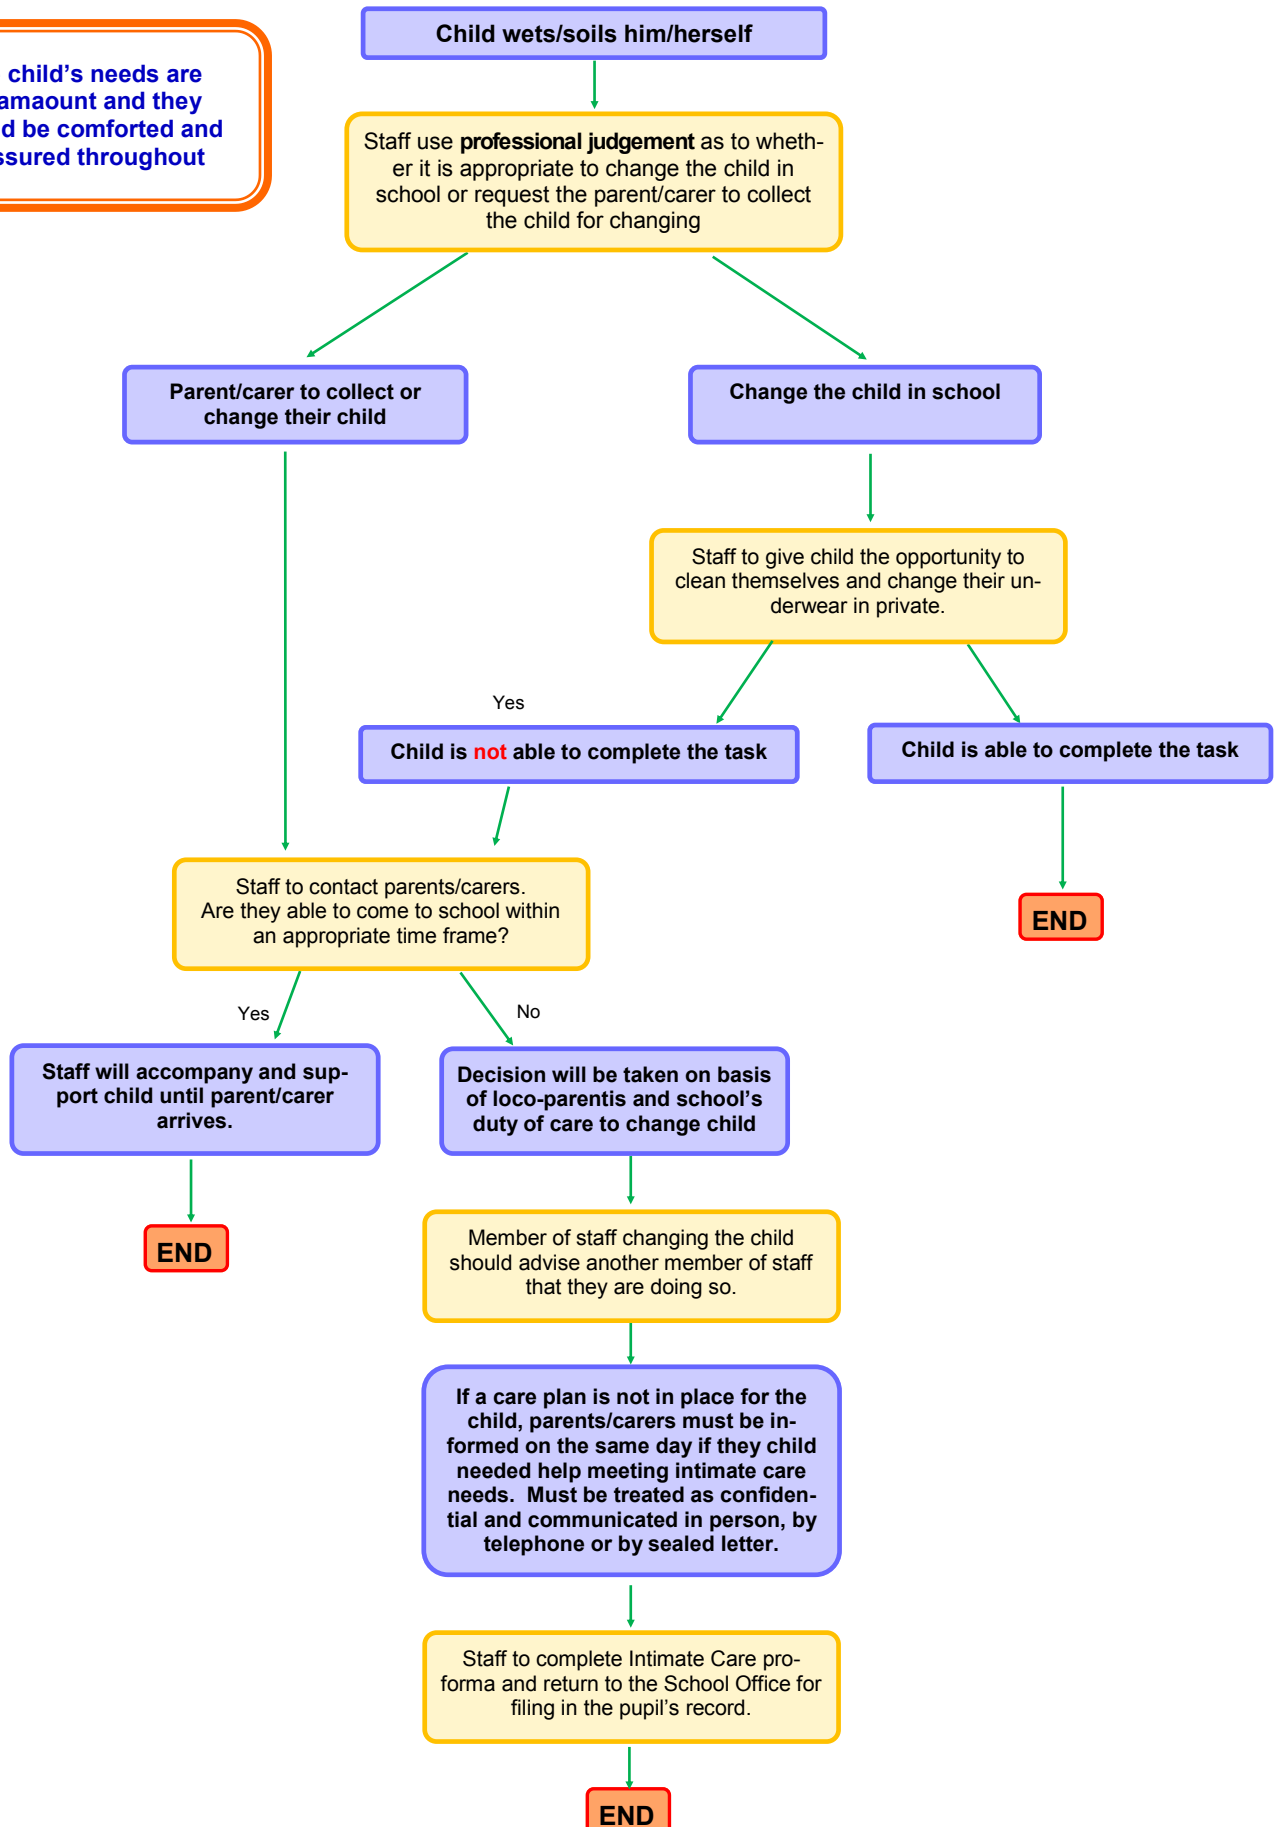 Child wets/soils him/herself
child's needs are
amaount and they
d be comforted and
ssured throughout
Staff use professional judgement as to wheth-
er it is appropriate to change the child in
school or request the parent/carer to collect
the child for changing
Parent/carer to collect or
change their child
Change the child in school
Staff to give child the opportunity to
clean themselves and change their un-
derwear in private.
Yes
Child is not able to complete the task
Child is able to complete the task
Staff to contact parents/carers.
Are they able to come to school within
an appropriate time frame?
END
Yes
No
Staff will accompany and sup-
port child until parent/carer
arrives.
Decision will be taken on basis
of loco-parentis and school's
duty of care to change child
END
Member of staff changing the child
should advise another member of staff
that they are doing so.
If a care plan is not in place for the
child, parents/carers must be in-
formed on the same day if they child
needed help meeting intimate care
needs.  Must be treated as confiden-
tial and communicated in person, by
telephone or by sealed letter.
Staff to complete Intimate Care pro-
forma and return to the School Office for
filing in the pupil's record.
END